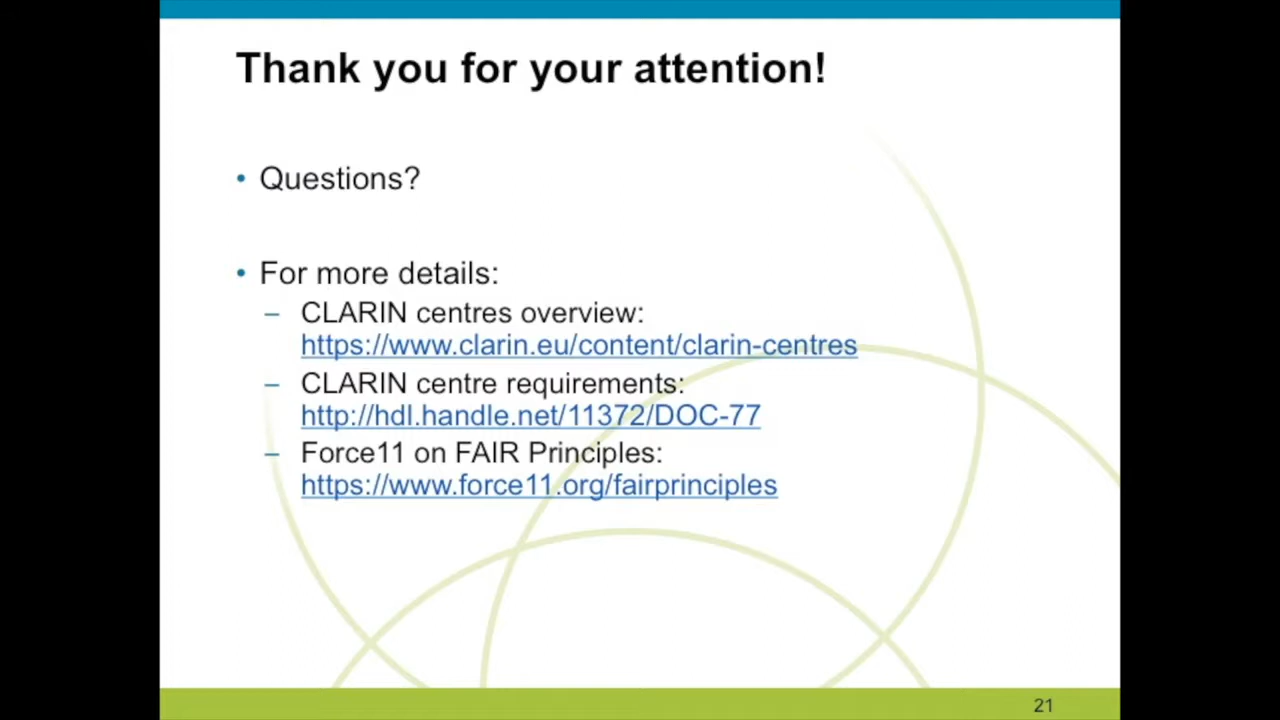 Thank you for your attention!
• Questions?
• For more details:
– CLARIN centres overview:
https://www.clarin.eu/content/clarin-centres
– CLARIN centre requirements:
http://hdl.handle.net/11372/DOC-77
– Force11 on FAIR Principles:
https://www.force11.org/fairprinciples
21